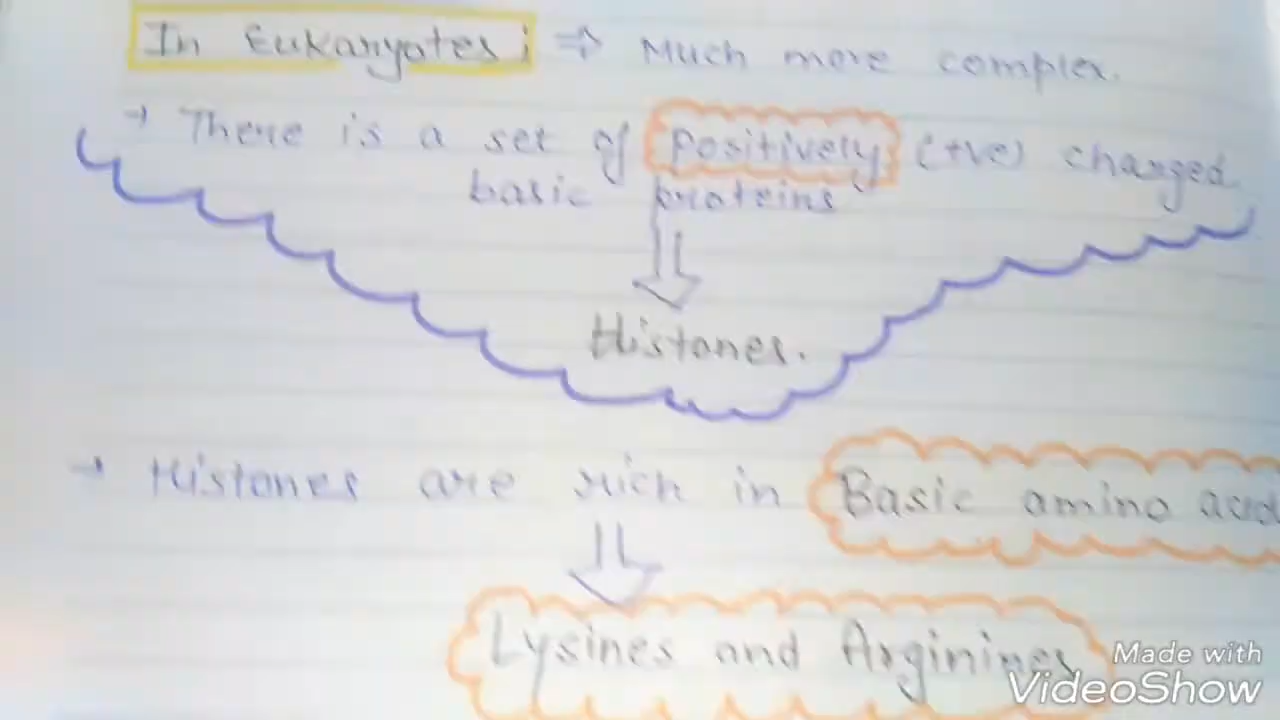 In Eukaryotes; ⇒ Much more complex.
→ There is a set of positively (+ve) charged
basic proteins
Histones.
→ Histones are rich in Basic amino acid
Lysines and Arginines
Made with
VideoShow